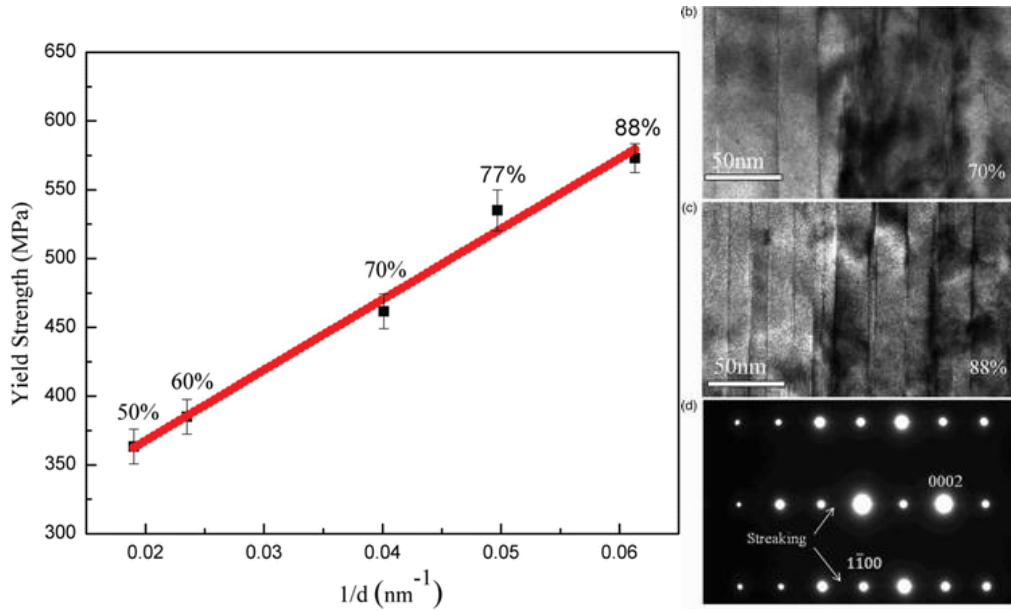 650
600
550
500
450
400
350
300
Yield Strength (MPa)
50%
60%
70%
77%
88%
0.02
0.03
0.04
0.05
0.06
1/d (nm⁻¹)
(b)
50nm
70%
(c)
50nm
88%
(d)
0002
Streaking
11̄00